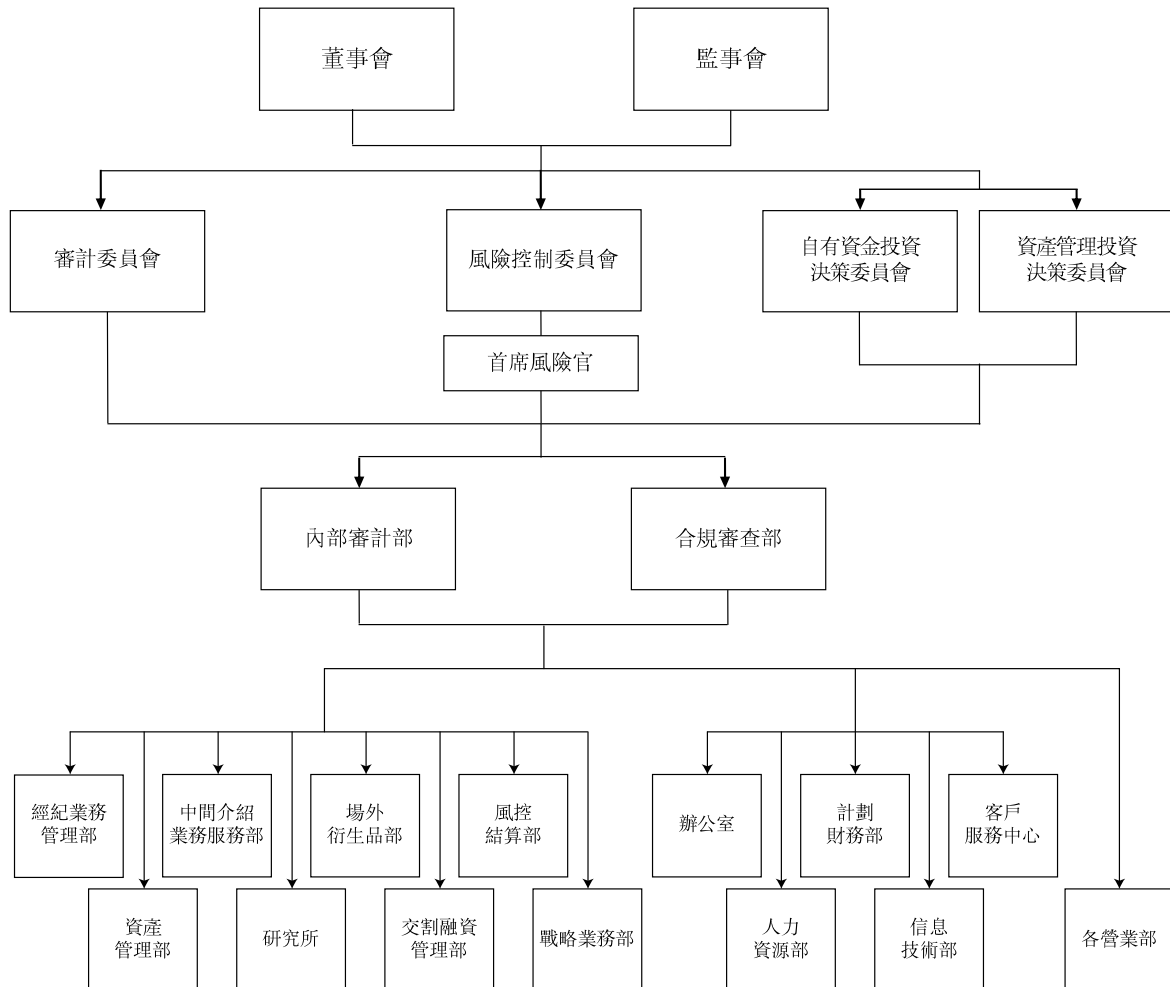 董事會
監事會
審計委員會
風險控制委員會
自有資金投資
決策委員會
資產管理投資
決策委員會
首席風險官
內部審計部
合規審查部
經紀業務
管理部
中間介紹
業務服務部
場外
衍生品部
風控
結算部
辦公室
計劃
財務部
客戶
服務中心
資產
管理部
研究所
交割融資
管理部
戰略業務部
人力
資源部
信息
技術部
各營業部